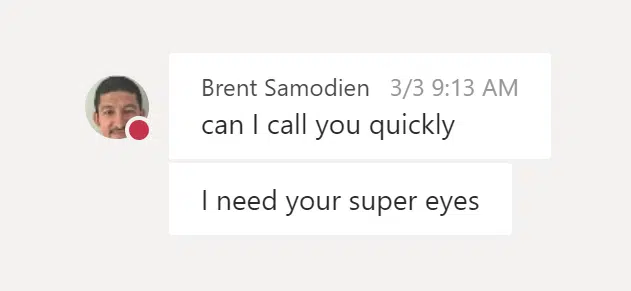 Brent Samodien 3/3 9:13 AM
can I call you quickly
I need your super eyes